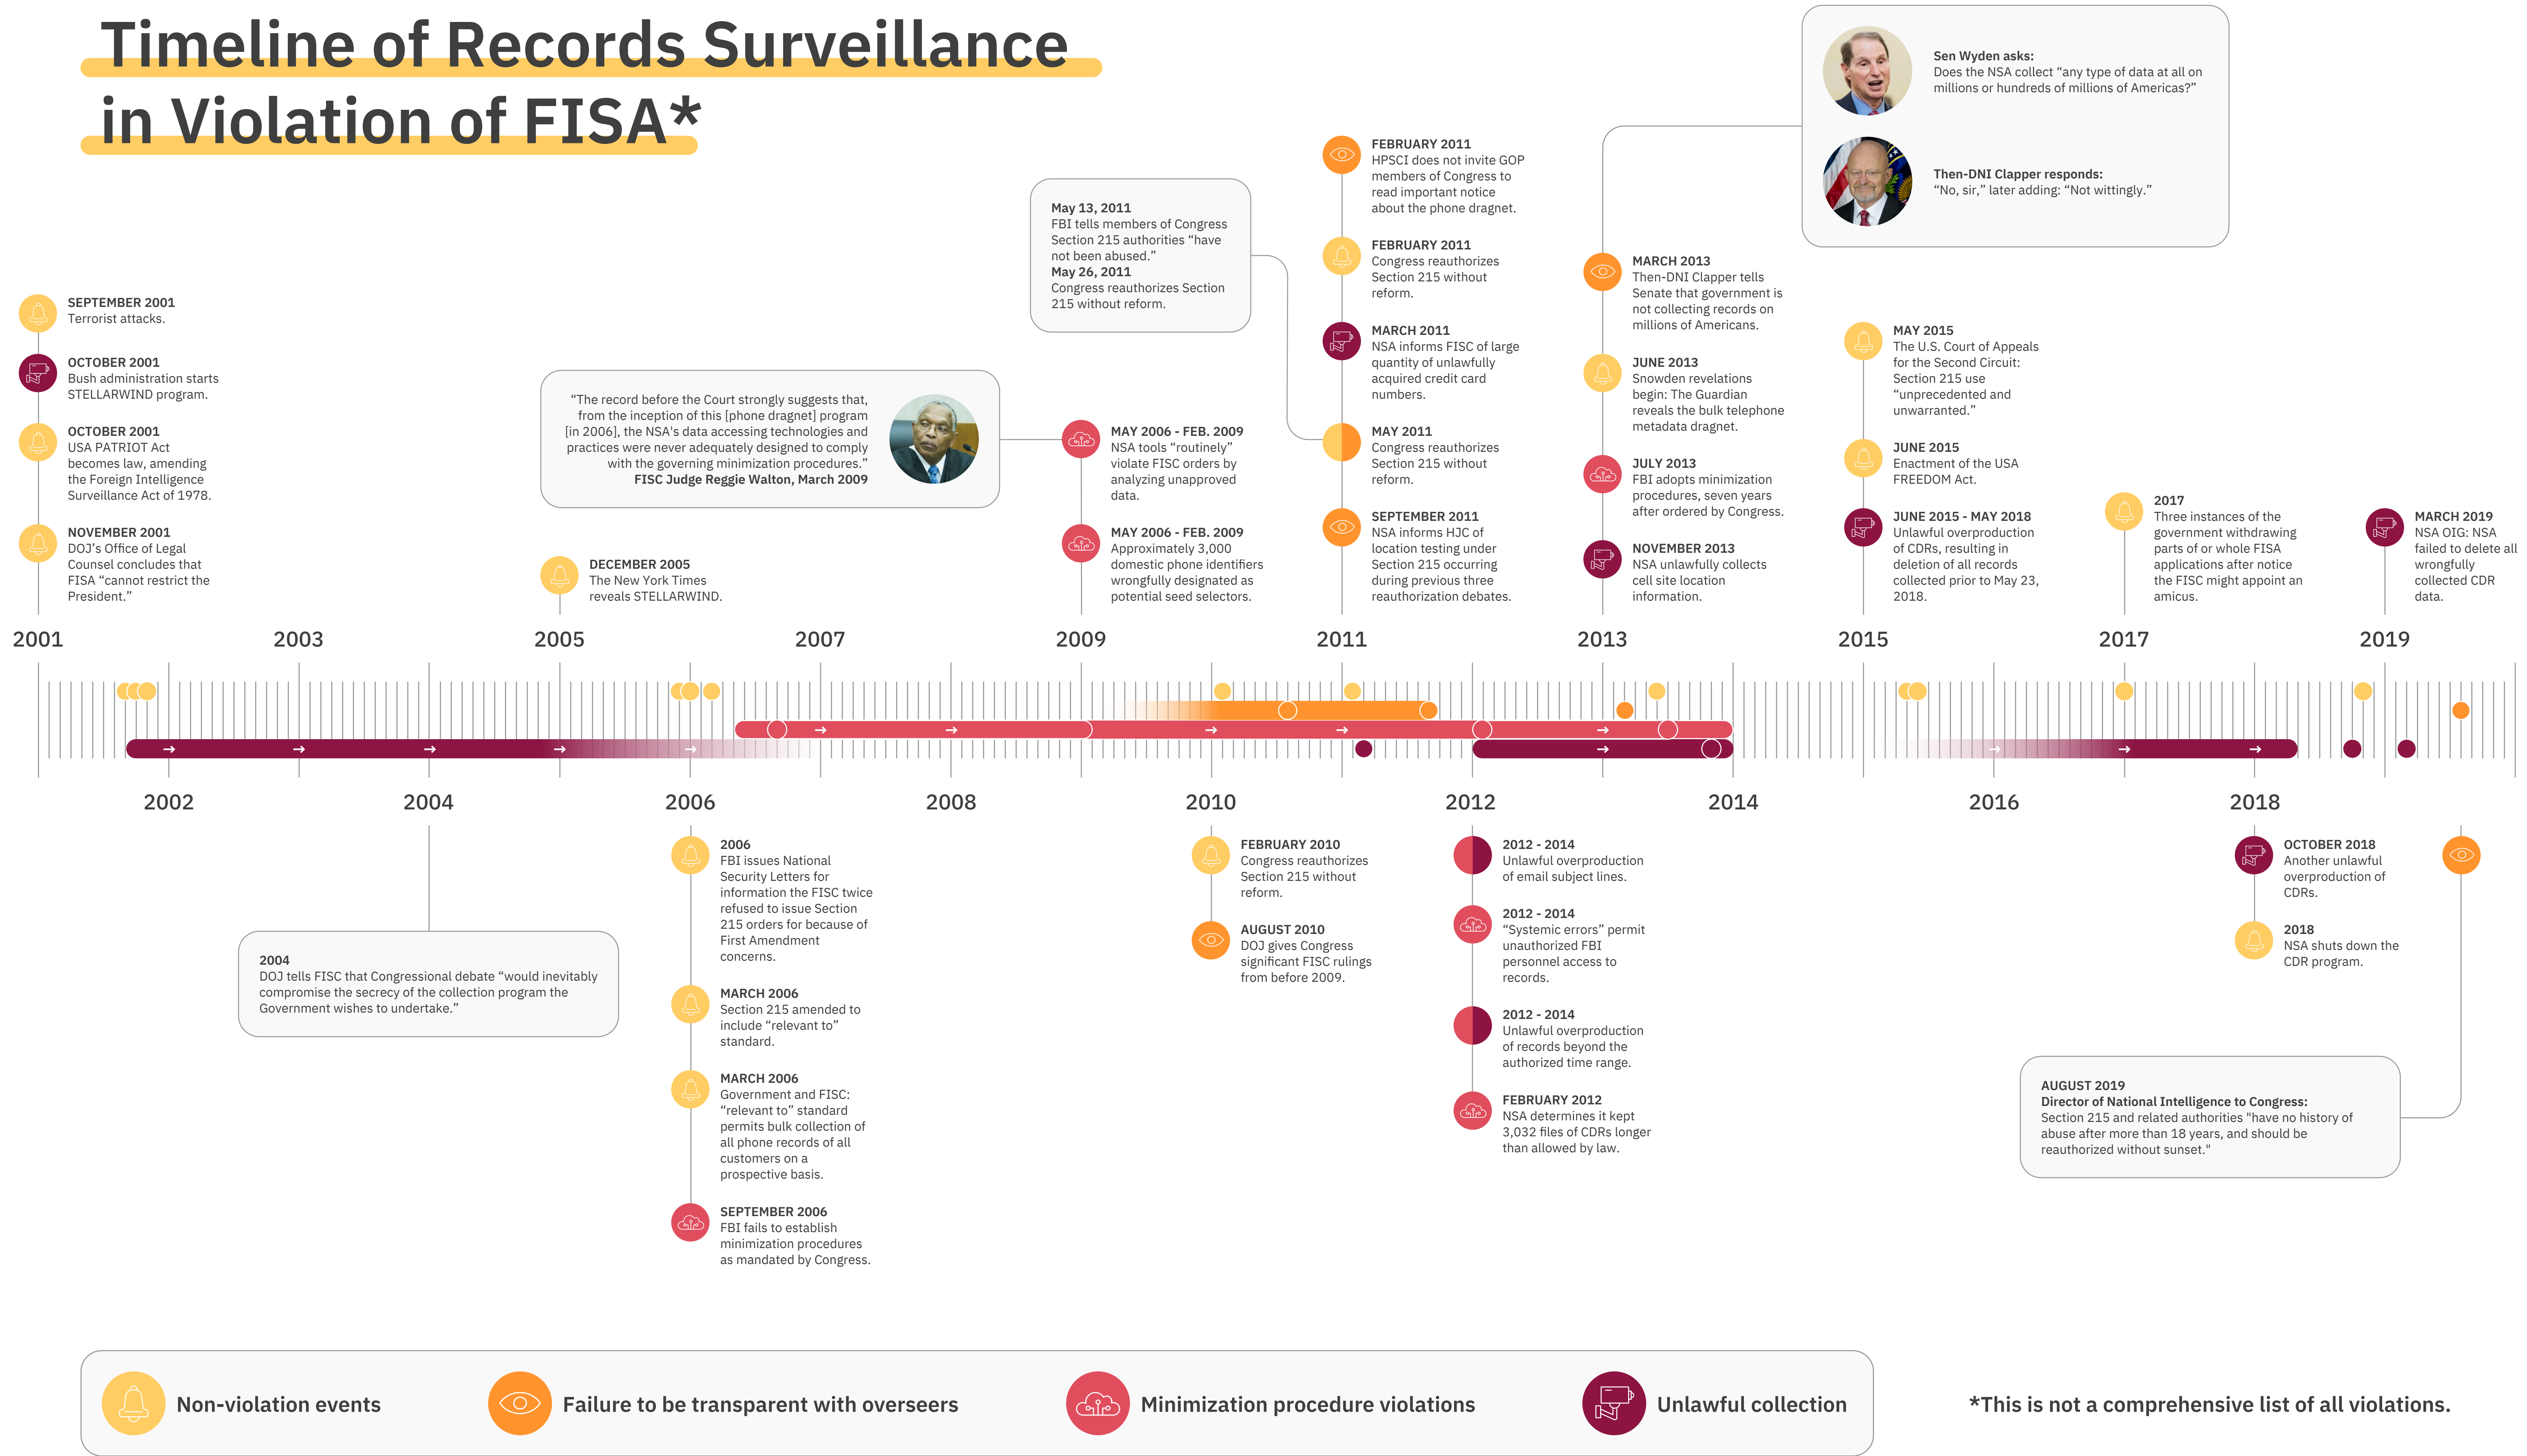 Timeline of Records Surveillance
in Violation of FISA*
Sen Wyden asks:
Does the NSA collect “any type of data at all on
millions or hundreds of millions of Americas?”
Then-DNI Clapper responds:
“No, sir,” later adding: “Not wittingly.”
SEPTEMBER 2001
Terrorist attacks.
OCTOBER 2001
Bush administration starts
STELLARWIND program.
OCTOBER 2001
USA PATRIOT Act
becomes law, amending
the Foreign Intelligence
Surveillance Act of 1978.
NOVEMBER 2001
DOJ’s Office of Legal
Counsel concludes that
FISA “cannot restrict the
President.”
DECEMBER 2005
The New York Times
reveals STELLARWIND.
“The record before the Court strongly suggests that,
from the inception of this [phone dragnet] program
[in 2006], the NSA's data accessing technologies and
practices were never adequately designed to comply
with the governing minimization procedures.”
FISC Judge Reggie Walton, March 2009
MAY 2006 - FEB. 2009
NSA tools “routinely”
violate FISC orders by
analyzing unapproved
data.
MAY 2006 - FEB. 2009
Approximately 3,000
domestic phone identifiers
wrongfully designated as
potential seed selectors.
May 13, 2011
FBI tells members of Congress
Section 215 authorities “have
not been abused.”
May 26, 2011
Congress reauthorizes Section
215 without reform.
FEBRUARY 2011
HPSCI does not invite GOP
members of Congress to
read important notice
about the phone dragnet.
FEBRUARY 2011
Congress reauthorizes
Section 215 without
reform.
MARCH 2011
NSA informs FISC of large
quantity of unlawfully
acquired credit card
numbers.
MAY 2011
Congress reauthorizes
Section 215 without
reform.
SEPTEMBER 2011
NSA informs HJC of
location testing under
Section 215 occurring
during previous three
reauthorization debates.
MARCH 2013
Then-DNI Clapper tells
Senate that government is
not collecting records on
millions of Americans.
JUNE 2013
Snowden revelations
begin: The Guardian
reveals the bulk telephone
metadata dragnet.
JULY 2013
FBI adopts minimization
procedures, seven years
after ordered by Congress.
NOVEMBER 2013
NSA unlawfully collects
cell site location
information.
MAY 2015
The U.S. Court of Appeals
for the Second Circuit:
Section 215 use
“unprecedented and
unwarranted.”
JUNE 2015
Enactment of the USA
FREEDOM Act.
JUNE 2015 - MAY 2018
Unlawful overproduction
of CDRs, resulting in
deletion of all records
collected prior to May 23,
2018.
2017
Three instances of the
government withdrawing
parts of or whole FISA
applications after notice
the FISC might appoint an
amicus.
MARCH 2019
NSA OIG: NSA
failed to delete all
wrongfully
collected CDR
data.
2001 2003 2005 2007 2009 2011 2013 2015 2017 2019
2002 2004 2006 2008 2010 2012 2014 2016 2018
2004
DOJ tells FISC that Congressional debate “would inevitably
compromise the secrecy of the collection program the
Government wishes to undertake.”
2006
FBI issues National
Security Letters for
information the FISC twice
refused to issue Section
215 orders for because of
First Amendment
concerns.
MARCH 2006
Section 215 amended to
include “relevant to”
standard.
MARCH 2006
Government and FISC:
“relevant to” standard
permits bulk collection of
all phone records of all
customers on a
prospective basis.
SEPTEMBER 2006
FBI fails to establish
minimization procedures
as mandated by Congress.
FEBRUARY 2010
Congress reauthorizes
Section 215 without
reform.
AUGUST 2010
DOJ gives Congress
significant FISC rulings
from before 2009.
2012 - 2014
Unlawful overproduction
of email subject lines.
2012 - 2014
“Systemic errors” permit
unauthorized FBI
personnel access to
records.
2012 - 2014
Unlawful overproduction
of records beyond the
authorized time range.
FEBRUARY 2012
NSA determines it kept
3,032 files of CDRs longer
than allowed by law.
OCTOBER 2018
Another unlawful
overproduction of
CDRs.
2018
NSA shuts down the
CDR program.
AUGUST 2019
Director of National Intelligence to Congress:
Section 215 and related authorities "have no history of
abuse after more than 18 years, and should be
reauthorized without sunset."
Non-violation events
Failure to be transparent with overseers
Minimization procedure violations
Unlawful collection
*This is not a comprehensive list of all violations.